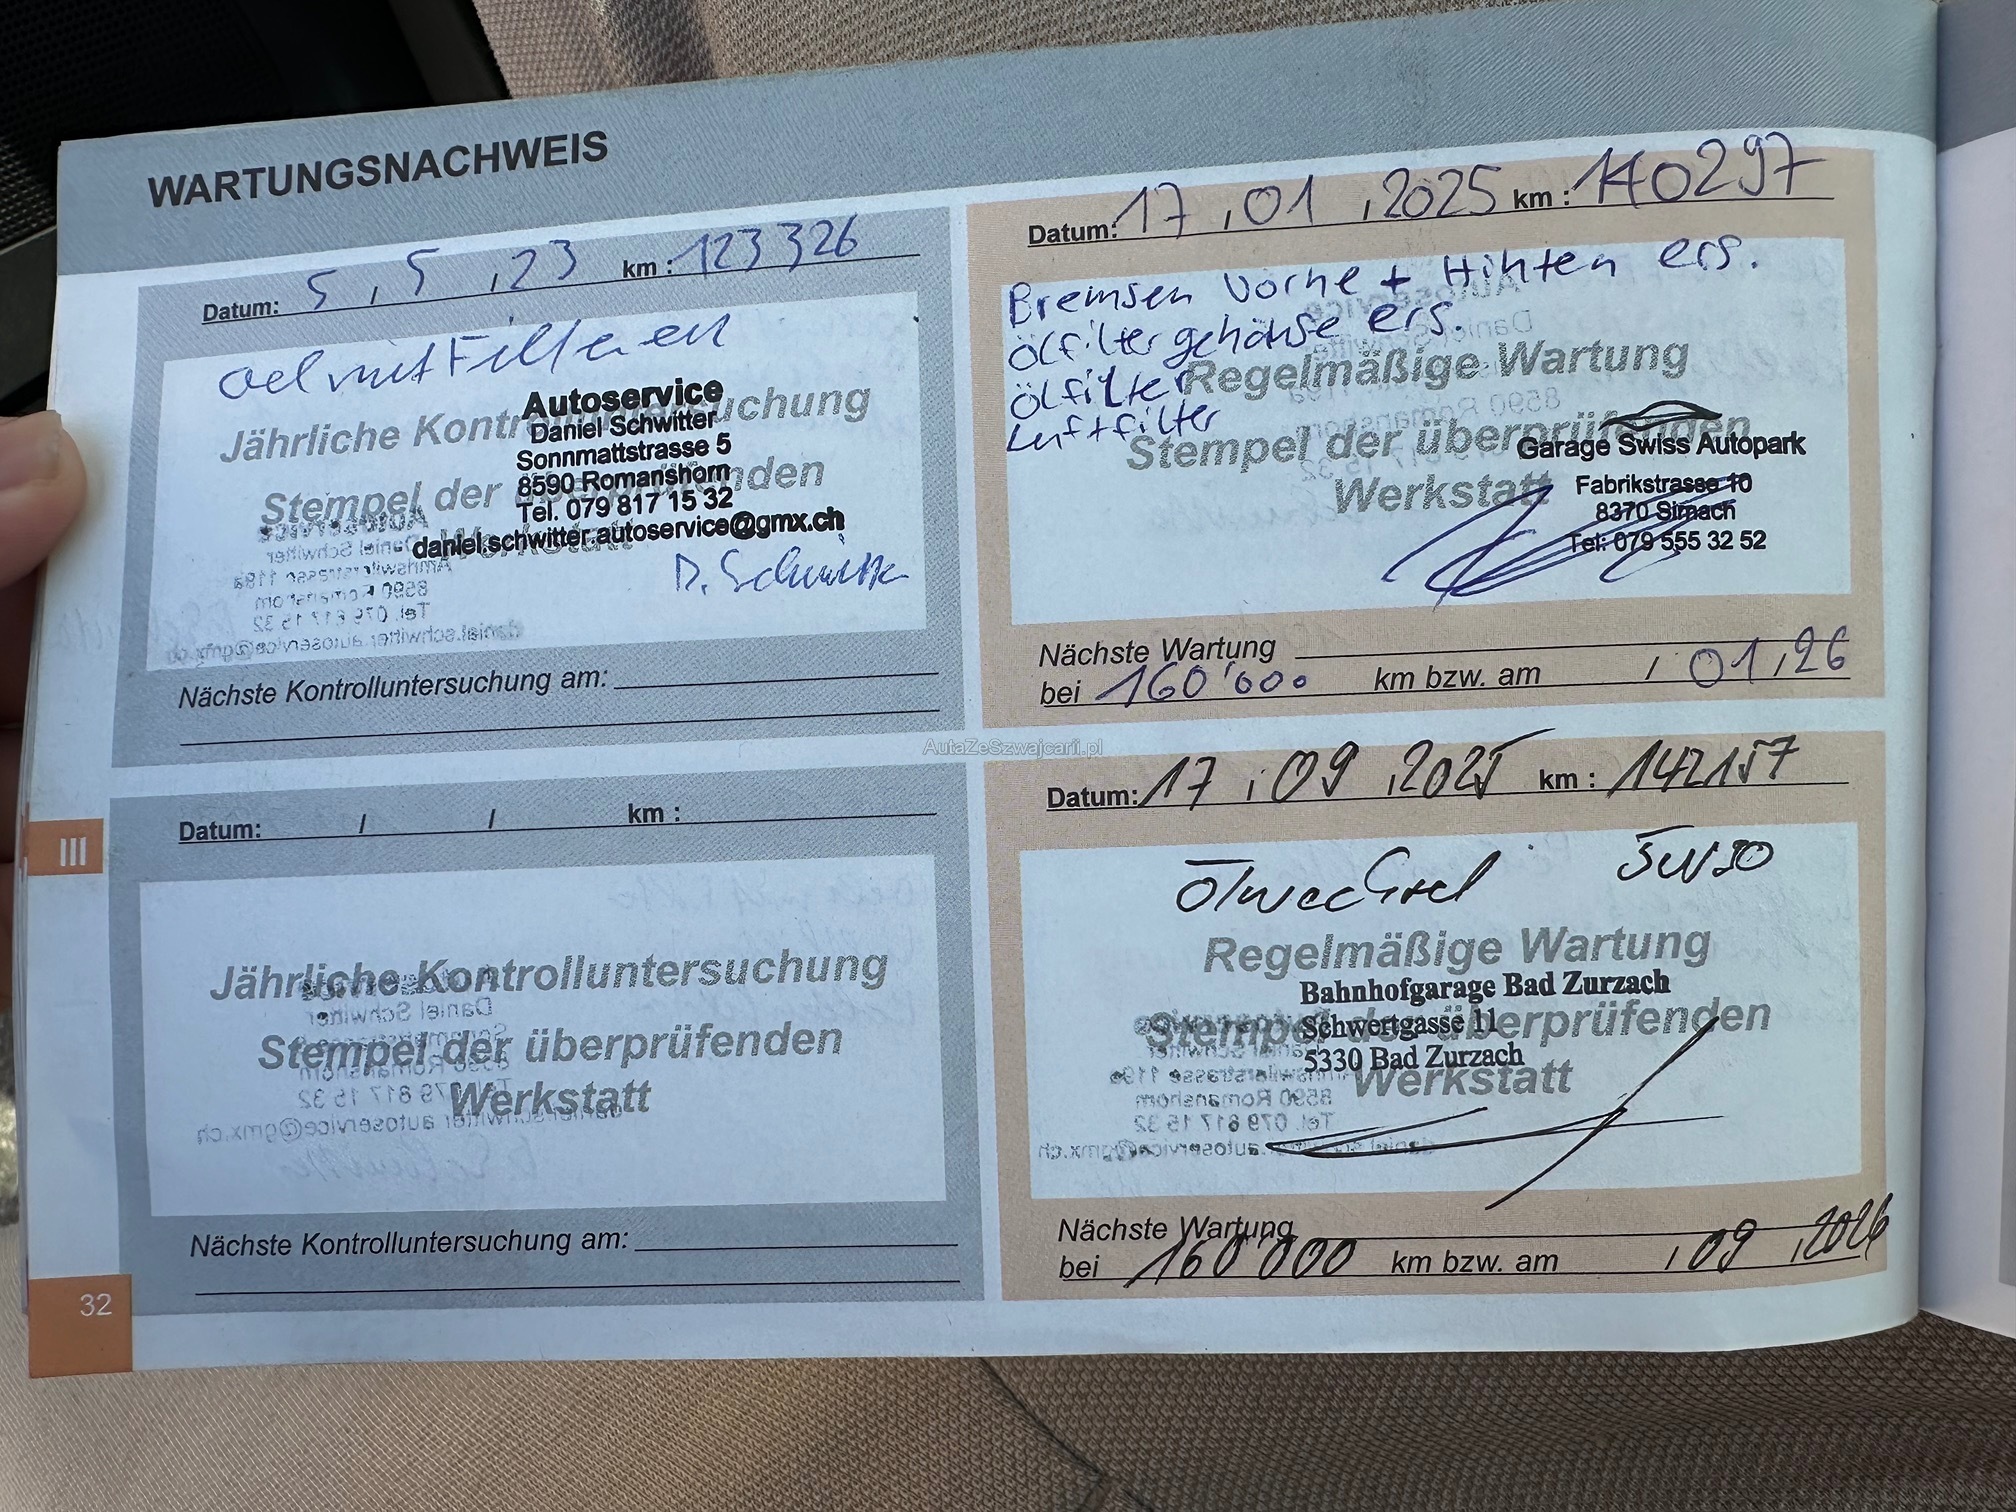 WARTUNGSNACHWEIS
Datum: 5 / 5 / 23 km : 123326
oel mit Filter
Jährliche Kontrolluntersuchung
Stempel der überprüfenden
Werkstatt
Autoservice
Daniel Schwitter
Sonnmattstrasse 5
8590 Romanshorn
Tel. 079 817 15 32
daniel.schwitter.autoservice@gmx.ch
D. Schwitter
Nächste Kontrolluntersuchung am:
Datum: / / km :
Jährliche Kontrolluntersuchung
Stempel der überprüfenden
Werkstatt
Nächste Kontrolluntersuchung am:
III
32
Datum: 17 / 01 / 2025 km : 140297
Bremsen Vorne + Hinten ers.
Ölfiltergehäuse ers.
Ölfilter
Luftfilter
Regelmäßige Wartung
Stempel der überprüfenden
Werkstatt
Garage Swiss Autopark
Fabrikstrasse 10
8370 Sirnach
Tel: 079 555 32 52
Nächste Wartung
bei 160'000 km bzw. am / 01 / 26
AutaZeSzwajcarii.pl
Datum: 17 / 09 / 2025 km : 142157
Ölwechsel 5W30
Regelmäßige Wartung
Stempel der überprüfenden
Werkstatt
Bahnhofgarage Bad Zurzach
Schwertgasse 11
5330 Bad Zurzach
Nächste Wartung
bei 160'000 km bzw. am / 09 / 2026